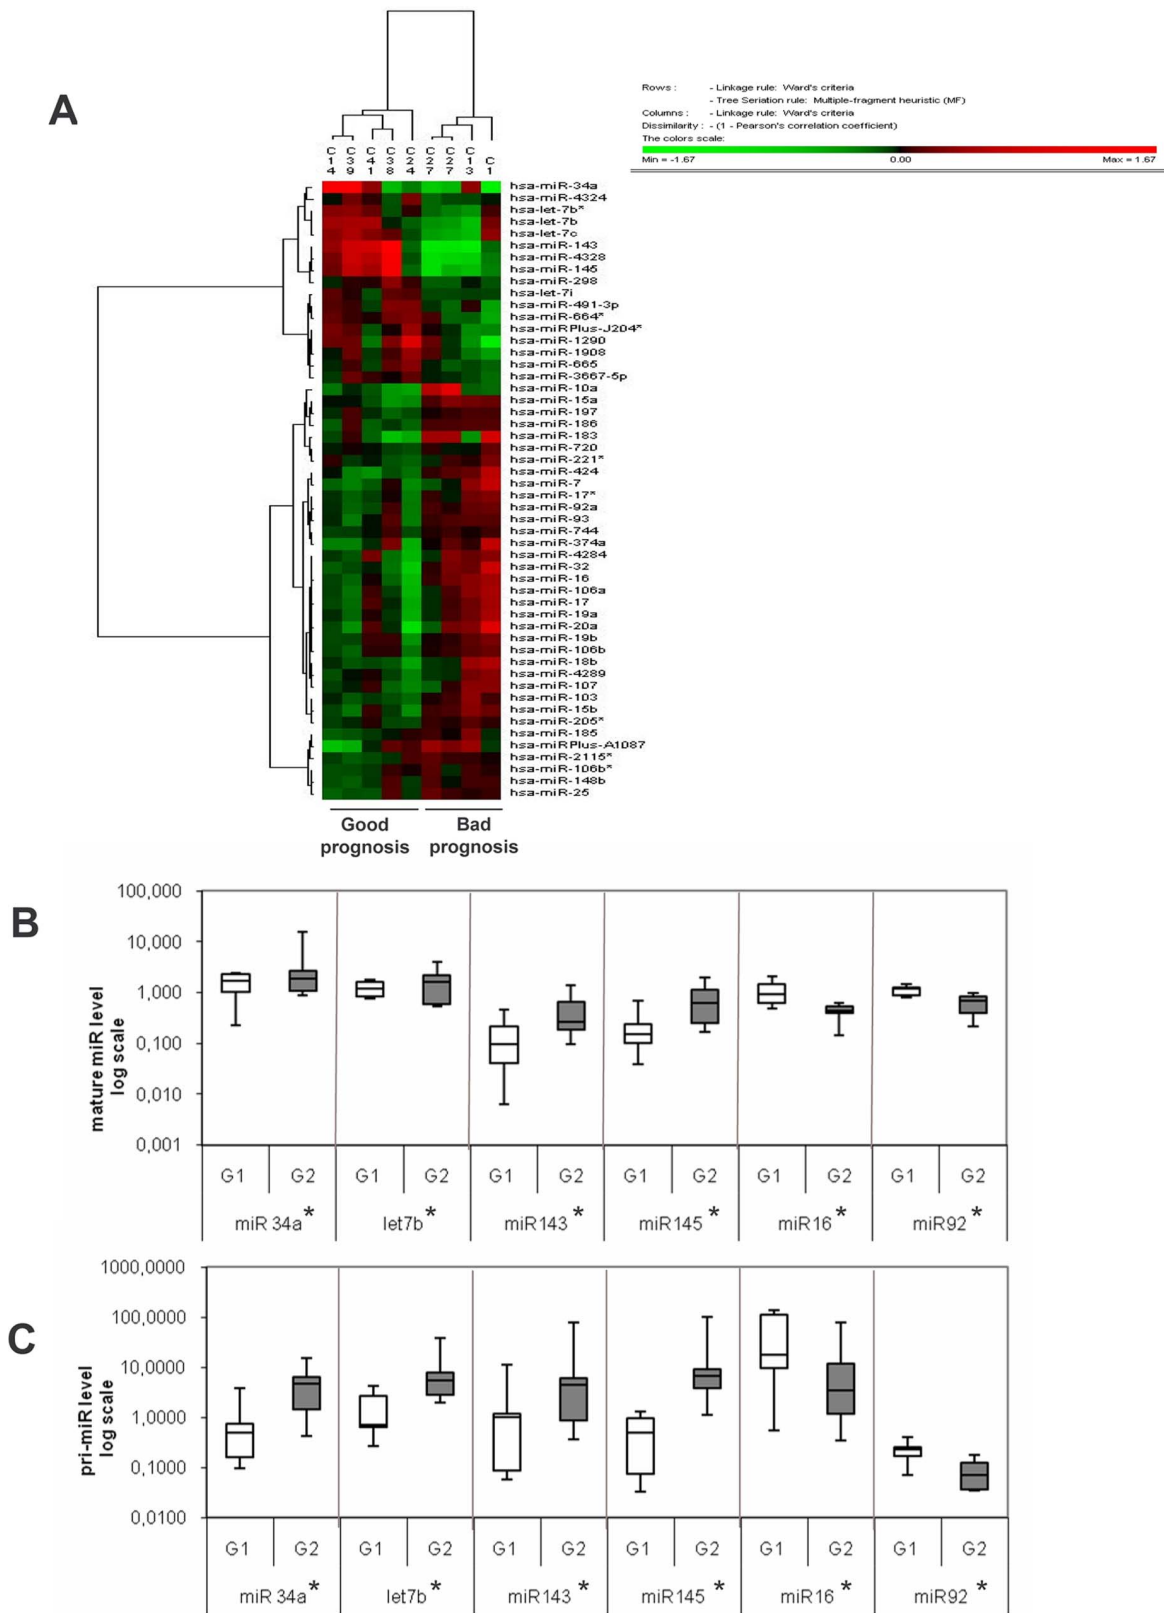 A
Rows : - Linkage rule: Ward's criteria
- Tree Seriation rule: Multiple-fragment heuristic (MF)
Columns : - Linkage rule: Ward's criteria
Dissimilarity : - (1 - Pearson's correlation coefficient)
The colors scale:
Min = -1.67 0.00 Max = 1.67
C14 C39 C41 C38 C24 C27 C27 C13 C1
hsa-miR-34a
hsa-miR-4324
hsa-let-7b*
hsa-let-7b
hsa-let-7c
hsa-miR-143
hsa-miR-4328
hsa-miR-145
hsa-miR-298
hsa-let-7i
hsa-miR-491-3p
hsa-miR-664*
hsa-miRPlus-J204*
hsa-miR-1290
hsa-miR-1908
hsa-miR-665
hsa-miR-3667-5p
hsa-miR-10a
hsa-miR-15a
hsa-miR-197
hsa-miR-186
hsa-miR-183
hsa-miR-720
hsa-miR-221*
hsa-miR-424
hsa-miR-7
hsa-miR-17*
hsa-miR-92a
hsa-miR-93
hsa-miR-744
hsa-miR-374a
hsa-miR-4284
hsa-miR-32
hsa-miR-16
hsa-miR-106a
hsa-miR-17
hsa-miR-19a
hsa-miR-20a
hsa-miR-19b
hsa-miR-106b
hsa-miR-18b
hsa-miR-4289
hsa-miR-107
hsa-miR-103
hsa-miR-15b
hsa-miR-205*
hsa-miR-185
hsa-miRPlus-A1087
hsa-miR-2115*
hsa-miR-106b*
hsa-miR-148b
hsa-miR-25
Good prognosis
Bad prognosis
B
mature miR level
log scale
100,000
10,000
1,000
0,100
0,010
0,001
G1 G2 G1 G2 G1 G2 G1 G2 G1 G2 G1 G2
miR 34a* let7b* miR143* miR145* miR16* miR92*
C
pri-miR level
log scale
1000,0000
100,0000
10,0000
1,0000
0,1000
0,0100
G1 G2 G1 G2 G1 G2 G1 G2 G1 G2 G1 G2
miR 34a* let7b* miR143* miR145* miR16* miR92*